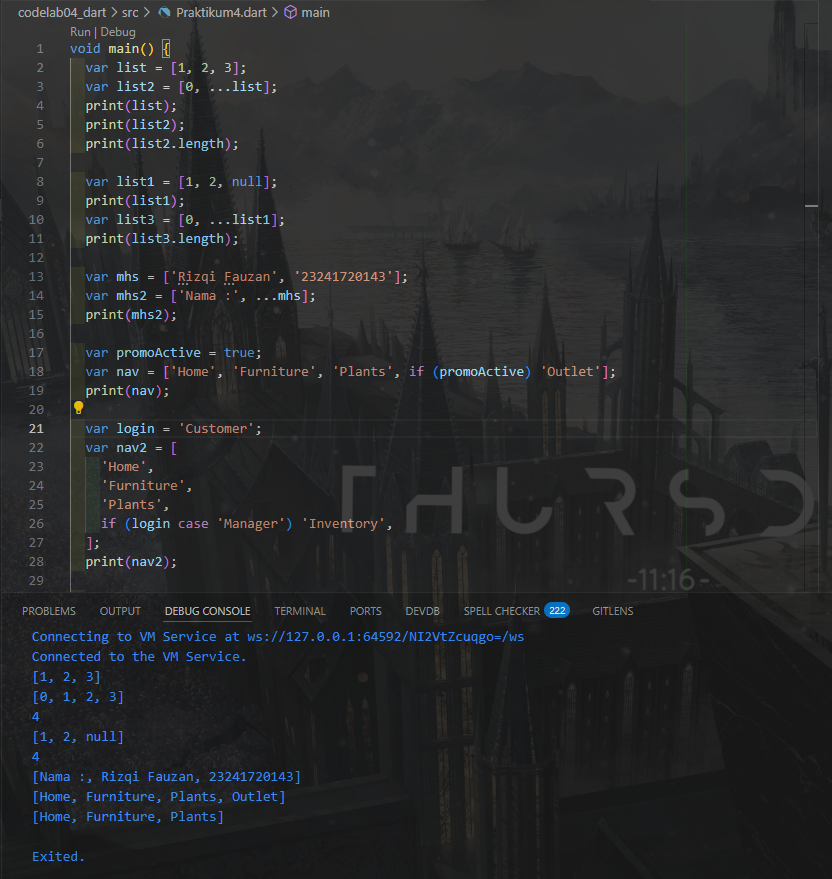 codelab04_dart > src > Praktikum4.dart > main
Run | Debug
1 void main() {
2 var list = [1, 2, 3];
3 var list2 = [0, ...list];
4 print(list);
5 print(list2);
6 print(list2.length);
7
8 var list1 = [1, 2, null];
9 print(list1);
10 var list3 = [0, ...list1];
11 print(list3.length);
12
13 var mhs = ['Rizqi Fauzan', '23241720143'];
14 var mhs2 = ['Nama :', ...mhs];
15 print(mhs2);
16
17 var promoActive = true;
18 var nav = ['Home', 'Furniture', 'Plants', if (promoActive) 'Outlet'];
19 print(nav);
20
21 var login = 'Customer';
22 var nav2 = [
23 'Home',
24 'Furniture',
25 'Plants',
26 if (login case 'Manager') 'Inventory',
27 ];
28 print(nav2);
29
THURSD
-11:16-
PROBLEMS OUTPUT DEBUG CONSOLE TERMINAL PORTS DEVDB SPELL CHECKER 222 GITLENS
Connecting to VM Service at ws://127.0.0.1:64592/NI2VtZcuqgo=/ws
Connected to the VM Service.
[1, 2, 3]
[0, 1, 2, 3]
4
[1, 2, null]
4
[Nama :, Rizqi Fauzan, 23241720143]
[Home, Furniture, Plants, Outlet]
[Home, Furniture, Plants]
Exited.